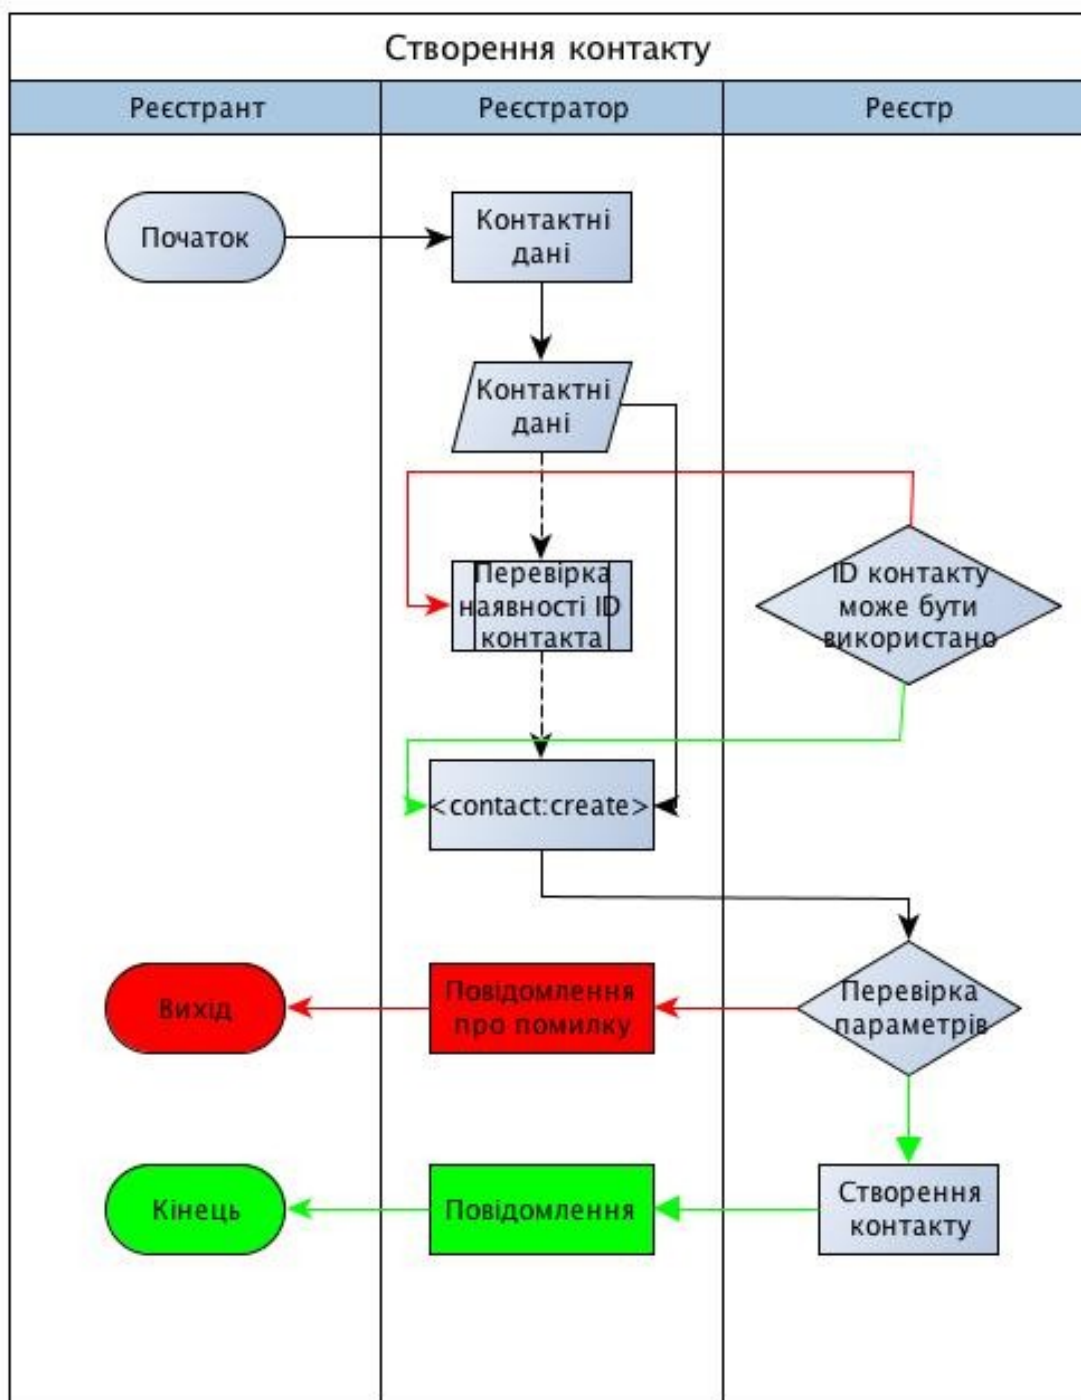 Створення контакту
Реєстрант
Реєстратор
Реєстр
Початок
Контактні
дані
Контактні
дані
Перевірка
наявності ID
контакта
ID контакту
може бути
використано
<contact:create>
Вихід
Повідомлення
про помилку
Перевірка
параметрів
Кінець
Повідомлення
Створення
контакту